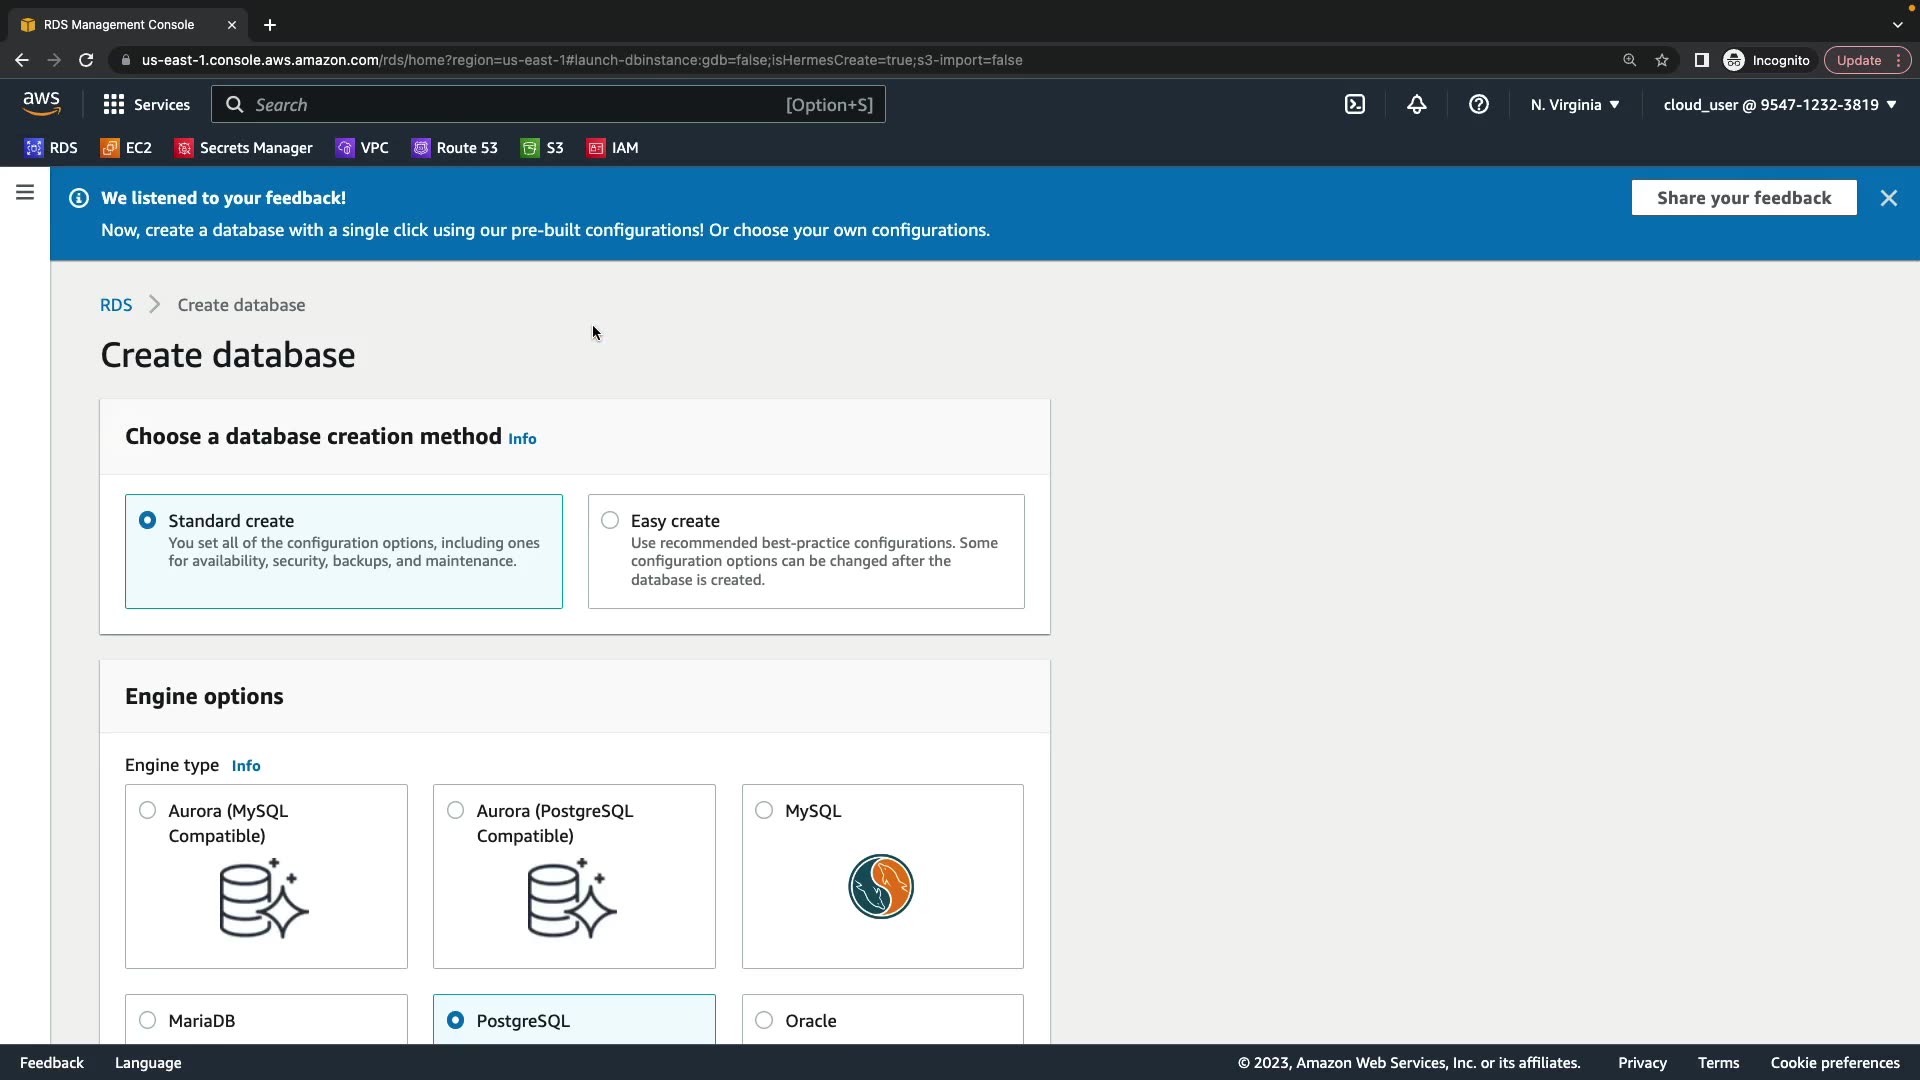 RDS Management Console
us-east-1.console.aws.amazon.com/rds/home?region=us-east-1#launch-dbinstance:gdb=false;isHermesCreate=true;s3-import=false
Incognito
Update
aws
Services
Search
[Option+S]
N. Virginia
cloud_user @ 9547-1232-3819
RDS
EC2
Secrets Manager
VPC
Route 53
S3
IAM
We listened to your feedback!
Now, create a database with a single click using our pre-built configurations! Or choose your own configurations.
Share your feedback
RDS
Create database
Create database
Choose a database creation method Info
Standard create
You set all of the configuration options, including ones
for availability, security, backups, and maintenance.
Easy create
Use recommended best-practice configurations. Some
configuration options can be changed after the
database is created.
Engine options
Engine type Info
Aurora (MySQL
Compatible)
Aurora (PostgreSQL
Compatible)
MySQL
MariaDB
PostgreSQL
Oracle
Feedback
Language
© 2023, Amazon Web Services, Inc. or its affiliates.
Privacy
Terms
Cookie preferences